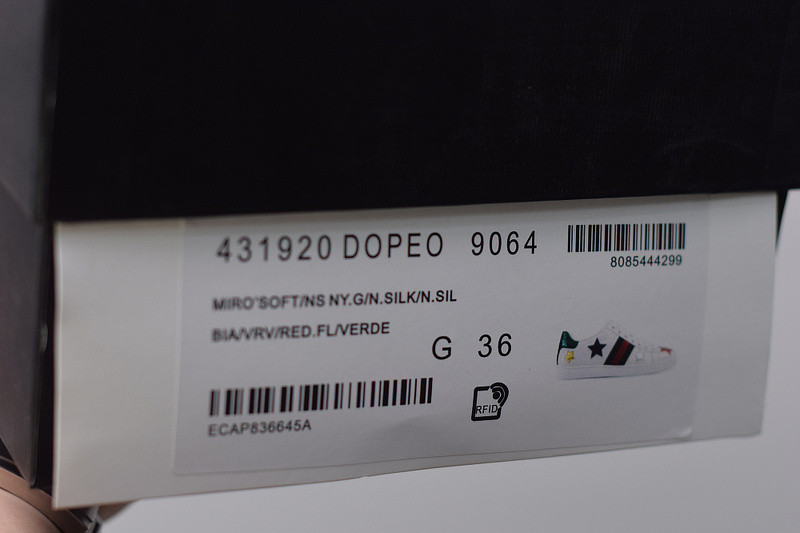 431920 DOPEO 9064
8085444299
MIRO'SOFT/NS NY.G/N.SILK/N.SIL
BIA/VRV/RED.FL/VERDE
G 36
RFID
ECAP836645A